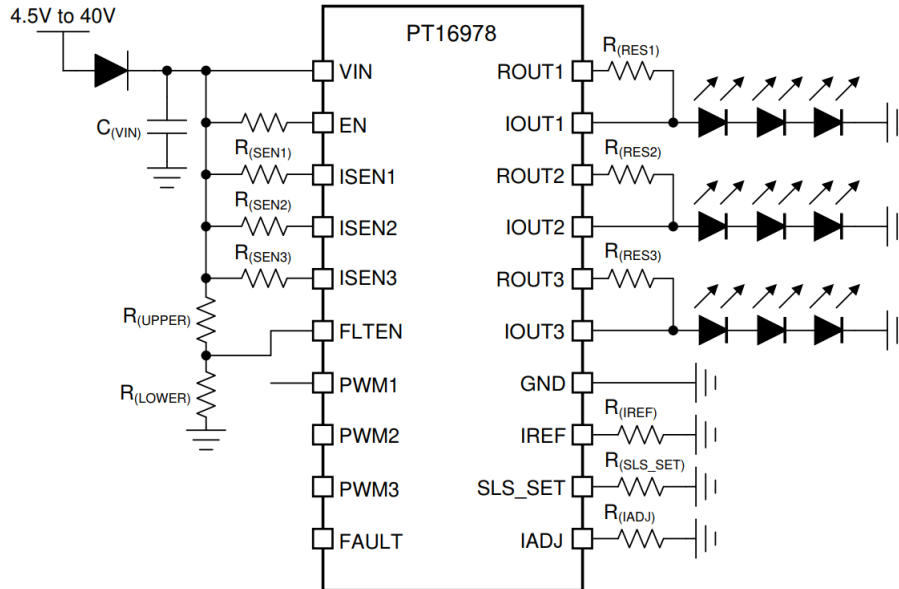 4.5V to 40V
PT16978
VIN
EN
ISEN1
ISEN2
ISEN3
FLTEN
PWM1
PWM2
PWM3
FAULT
C(VIN)
R(SEN1)
R(SEN2)
R(SEN3)
R(UPPER)
R(LOWER)
ROUT1
IOUT1
ROUT2
IOUT2
ROUT3
IOUT3
GND
IREF
SLS_SET
IADJ
R(RES1)
R(RES2)
R(RES3)
R(IREF)
R(SLS_SET)
R(IADJ)